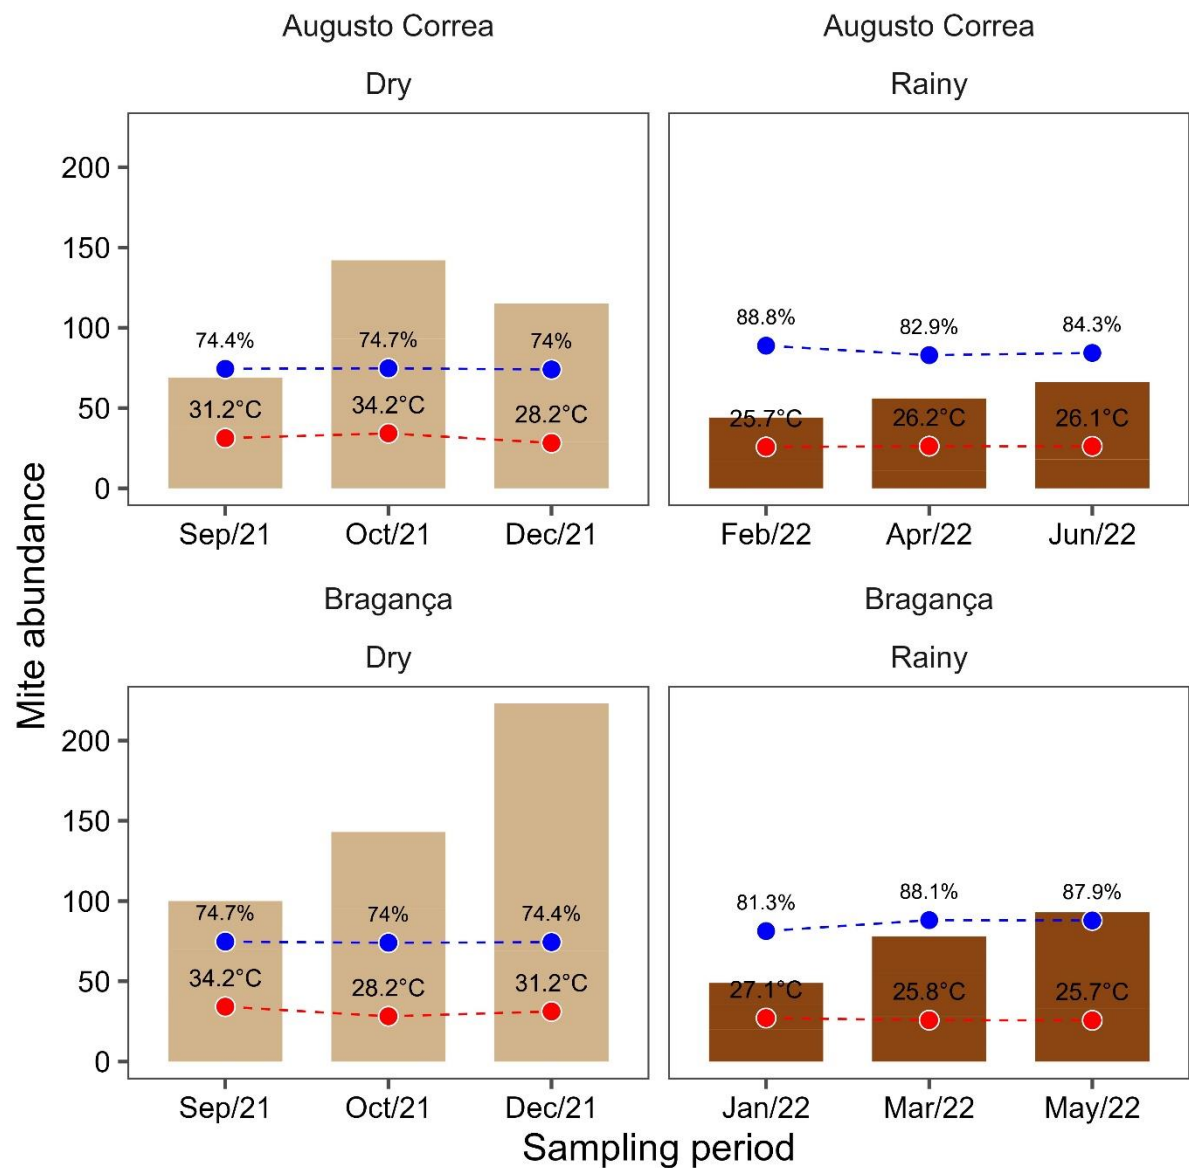 Augusto Correa
Dry
Augusto Correa
Rainy
Mite abundance
200
150
100
50
0
74.4%
74.7%
74%
31.2°C
34.2°C
28.2°C
88.8%
82.9%
84.3%
25.7°C
26.2°C
26.1°C
Sep/21
Oct/21
Dec/21
Feb/22
Apr/22
Jun/22
Bragança
Dry
Bragança
Rainy
200
150
100
50
0
74.7%
74%
74.4%
34.2°C
28.2°C
31.2°C
81.3%
88.1%
87.9%
27.1°C
25.8°C
25.7°C
Sep/21
Oct/21
Dec/21
Jan/22
Mar/22
May/22
Sampling period